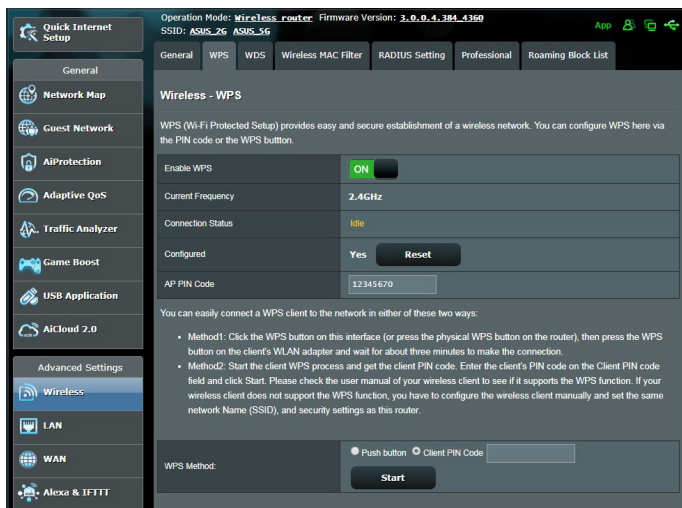 Quick Internet
Setup
General
Network Map
Guest Network
AiProtection
Adaptive QoS
Traffic Analyzer
Game Boost
USB Application
AiCloud 2.0
Advanced Settings
Wireless
LAN
WAN
Alexa & IFTTT
Operation Mode: Wireless router Firmware Version: 3.0.0.4.384_4360
SSID: ASUS_2G ASUS_5G
App
General WPS WDS Wireless MAC Filter RADIUS Setting Professional Roaming Block List
Wireless - WPS
WPS (Wi-Fi Protected Setup) provides easy and secure establishment of a wireless network. You can configure WPS here via
the PIN code or the WPS buttton.
Enable WPS ON
Current Frequency 2.4GHz
Connection Status Idle
Configured Yes Reset
AP PIN Code 12345670
You can easily connect a WPS client to the network in either of these two ways:
• Method1: Click the WPS button on this interface (or press the physical WPS button on the router), then press the WPS
button on the client's WLAN adapter and wait for about three minutes to make the connection.
• Method2: Start the client WPS process and get the client PIN code. Enter the client's PIN code on the Client PIN code
field and click Start. Please check the user manual of your wireless client to see if it supports the WPS function. If your
wireless client does not support the WPS function, you have to configure the wireless client manually and set the same
network Name (SSID), and security settings as this router.
WPS Method:
Push button Client PIN Code
Start